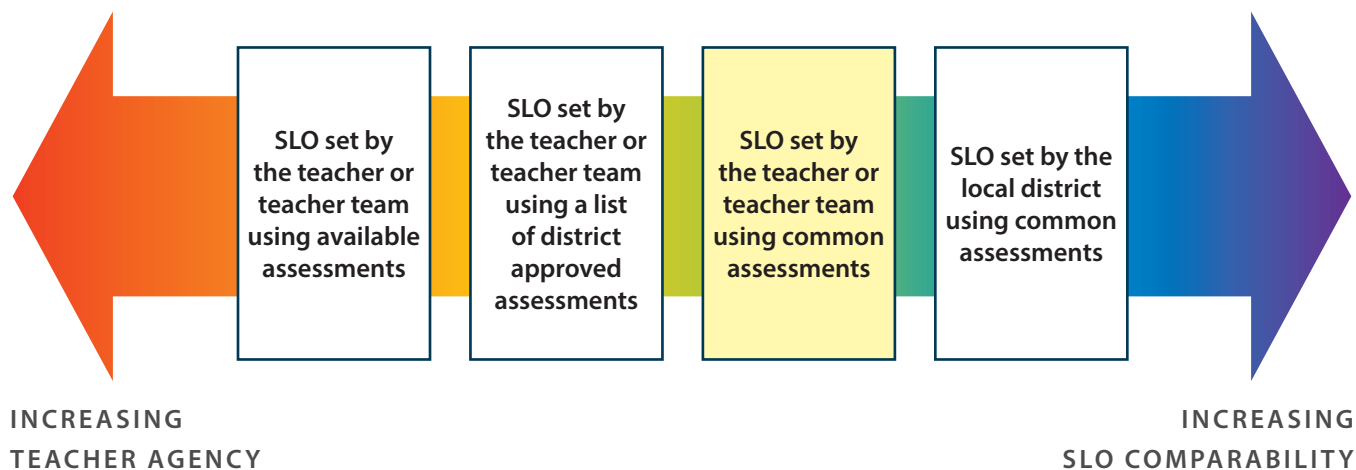 SLO set by
the teacher or
teacher team
using available
assessments
SLO set by
the teacher or
teacher team
using a list
of district
approved
assessments
SLO set by
the teacher or
teacher team
using common
assessments
SLO set by the
local district
using common
assessments
INCREASING
TEACHER AGENCY
INCREASING
SLO COMPARABILITY